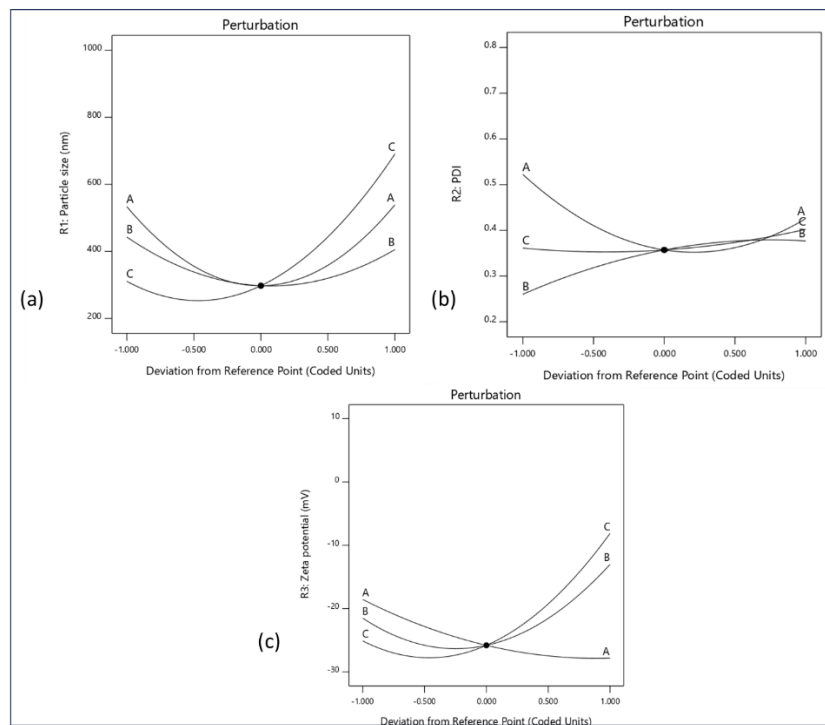 Perturbation
1000
800
600
400
200
R1: Particle size (nm)
A
B
C
C
A
B
-1.000
-0.500
0.000
0.500
1.000
Deviation from Reference Point (Coded Units)
(a)
Perturbation
0.8
0.7
0.6
0.5
0.4
0.3
0.2
R2: PDI
A
C
B
A
C
B
-1.000
-0.500
0.000
0.500
1.000
Deviation from Reference Point (Coded Units)
(b)
Perturbation
10
0
-10
-20
-30
R3: Zeta potential (mV)
A
B
C
C
B
A
-1.000
-0.500
0.000
0.500
1.000
Deviation from Reference Point (Coded Units)
(c)